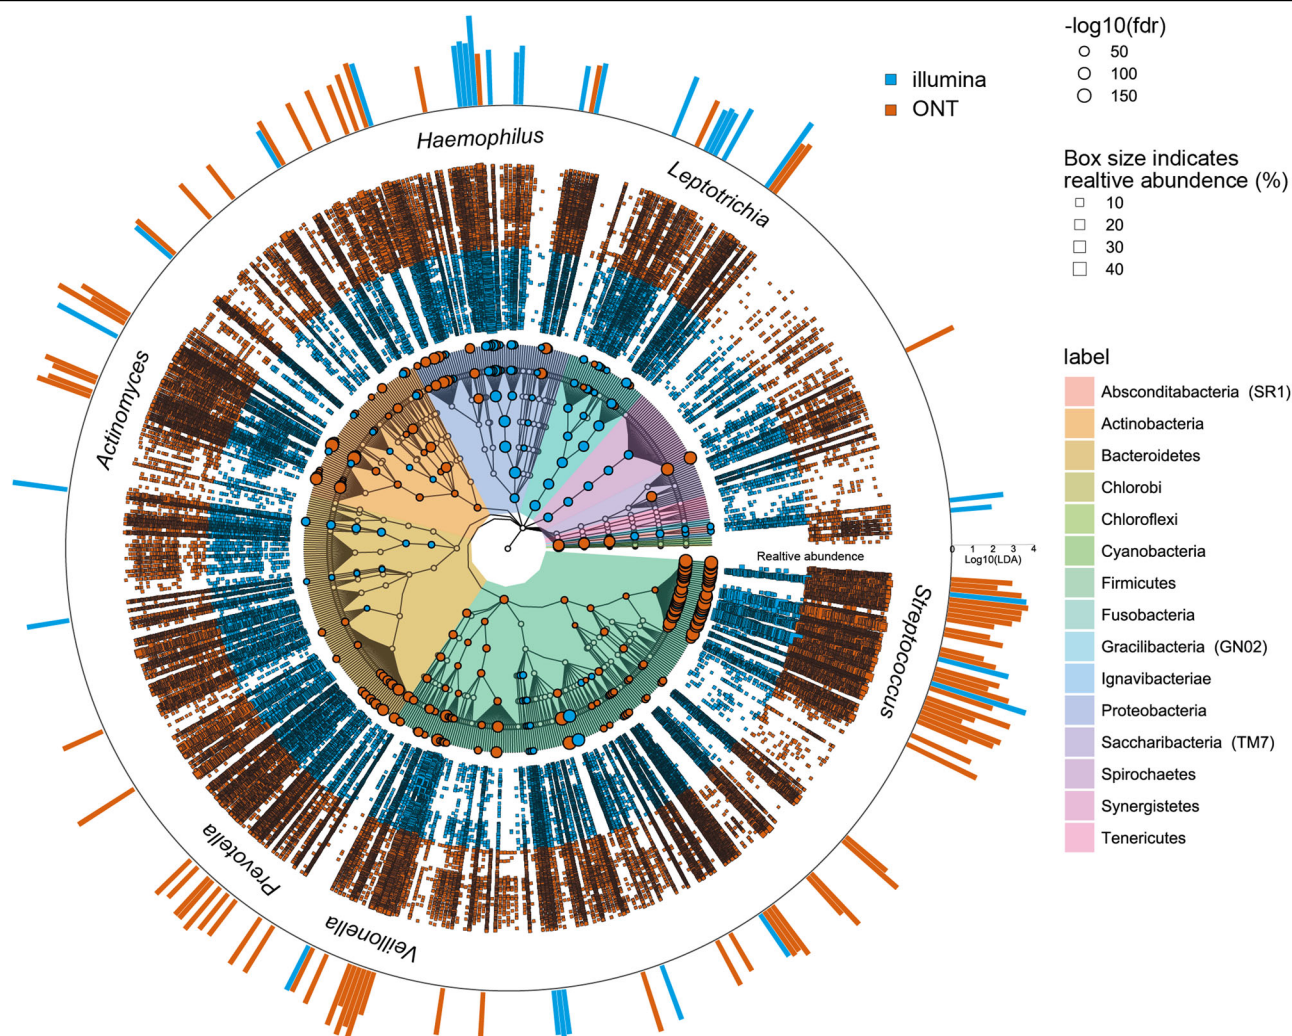 -log10(fdr)
50
100
150
illumina
ONT
Haemophilus
Leptotrichia
Box size indicates
realtive abundence (%)
10
20
30
40
Actinomyces
label
Absconditabacteria (SR1)
Actinobacteria
Bacteroidetes
Chlorobi
Chloroflexi
Cyanobacteria
Firmicutes
Fusobacteria
Gracilibacteria (GN02)
Ignavibacteriae
Proteobacteria
Saccharibacteria (TM7)
Spirochaetes
Synergistetes
Tenericutes
Realtive abundence
0 1 2 3 4
Log10(LDA)
Streptococcus
Prevotella
Veillonella